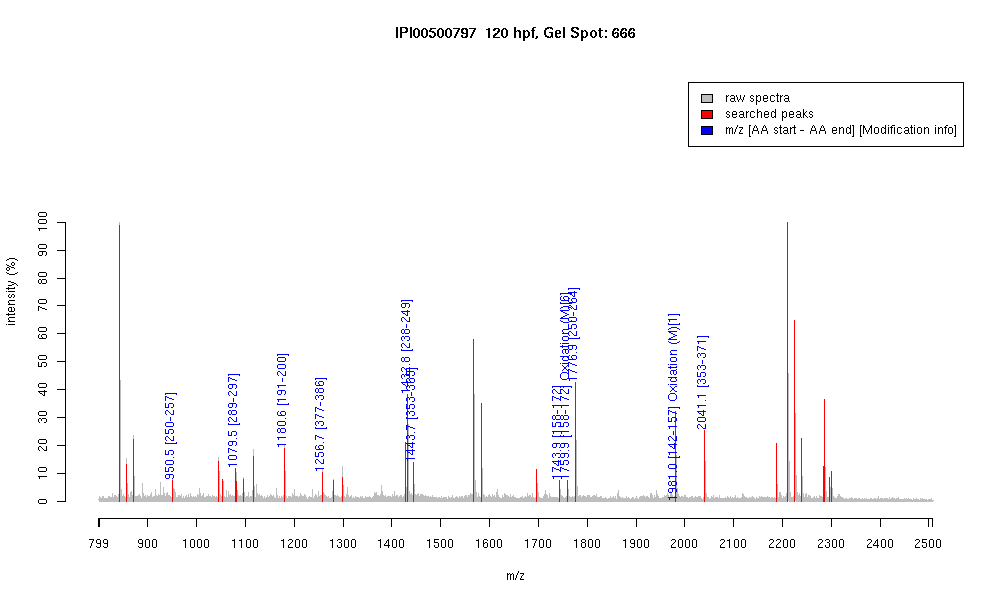 IPI00500797 120 hpf, Gel Spot: 666
raw spectra
searched peaks
m/z [AA start - AA end] [Modification info]
intensity (%)
100
90
80
70
60
50
40
30
20
10
0
950.5 [250-257]
1079.5 [289-297]
1180.6 [191-200]
1256.7 [377-386]
1432.8 [238-249]
1443.7 [353-365]
1743.9 [158-172]
1759.9 [158-172] Oxidation (M)[6]
1776.9 [250-264]
1981.0 [142-157] Oxidation (M)[1]
2041.1 [353-371]
799 900 1000 1100 1200 1300 1400 1500 1600 1700 1800 1900 2000 2100 2200 2300 2400 2500
m/z